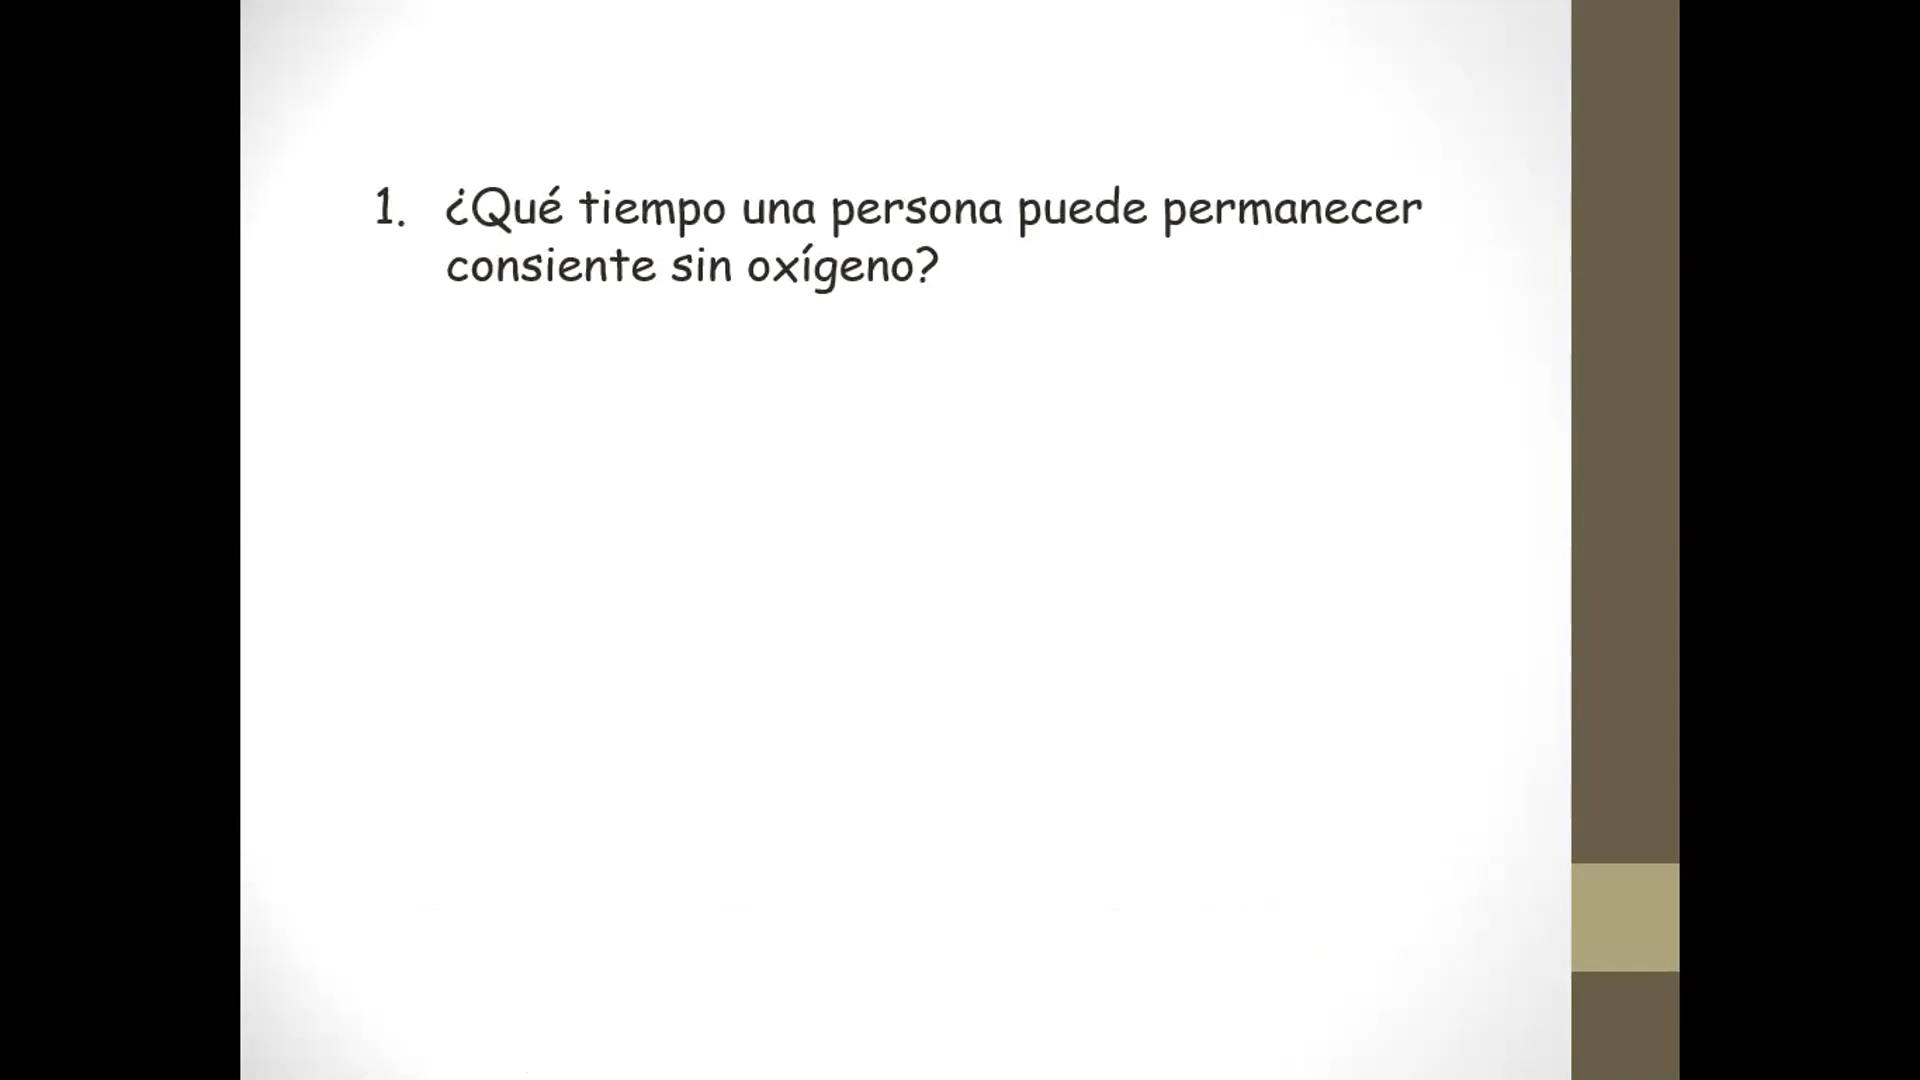 1. ¿Qué tiempo una persona puede permanecer
consiente sin oxígeno?